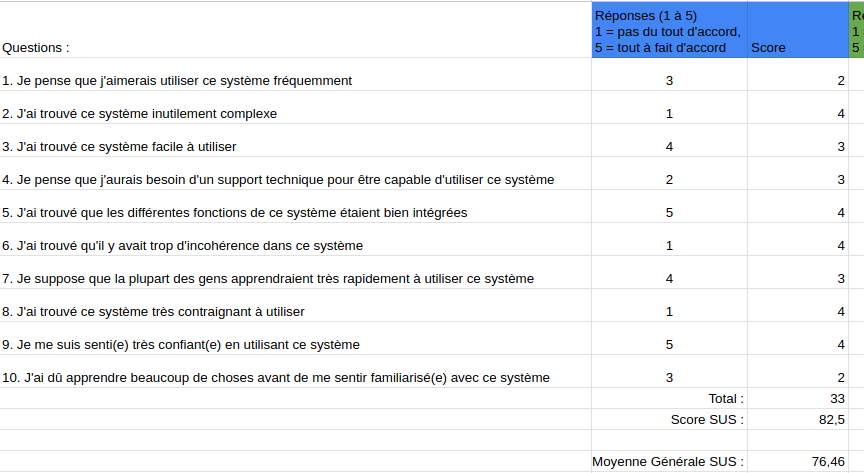 Réponses (1 à 5)
1 = pas du tout d'accord,
Questions : 5 = tout à fait d'accord Score
1. Je pense que j'aimerais utiliser ce système fréquemment 3 2
2. J'ai trouvé ce système inutilement complexe 1 4
3. J'ai trouvé ce système facile à utiliser 4 3
4. Je pense que j'aurais besoin d'un support technique pour être capable d'utiliser ce système 2 3
5. J'ai trouvé que les différentes fonctions de ce système étaient bien intégrées 5 4
6. J'ai trouvé qu'il y avait trop d'incohérence dans ce système 1 4
7. Je suppose que la plupart des gens apprendraient très rapidement à utiliser ce système 4 3
8. J'ai trouvé ce système très contraignant à utiliser 1 4
9. Je me suis senti(e) très confiant(e) en utilisant ce système 5 4
10. J'ai dû apprendre beaucoup de choses avant de me sentir familiarisé(e) avec ce système 3 2
Total : 33
Score SUS : 82,5
Moyenne Générale SUS : 76,46